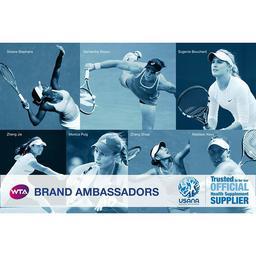 Sloane Stephens
Samantha Stosur
Eugenie Bouchard
Zheng Jie
Monica Puig
Zhang Shuai
Madison Keys
WTA
BRAND AMBASSADORS
USANA
Trusted to be our
OFFICIAL
Health Supplement
SUPPLIER